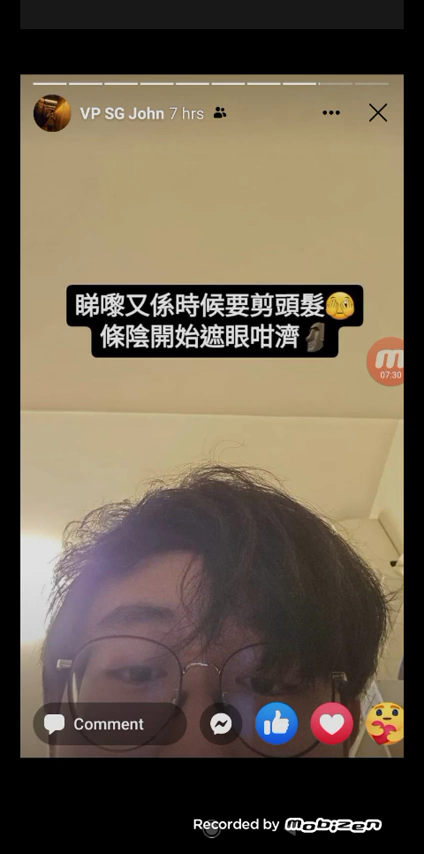 VP SG John 7 hrs
睇嚟又係時候要剪頭髮🫣
條陰開始遮眼咁濟🗿
07:30
Comment
Recorded by Mobizen